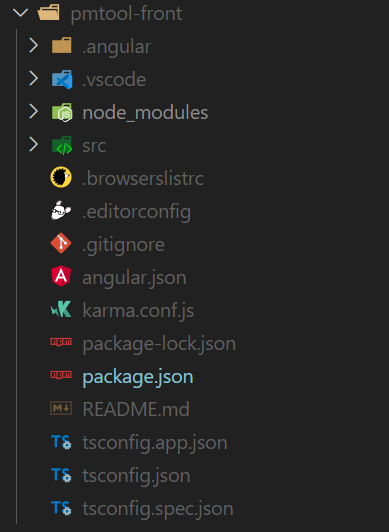 pmtool-front
.angular
.vscode
node_modules
src
.browserslistrc
.editorconfig
.gitignore
angular.json
karma.conf.js
package-lock.json
package.json
README.md
tsconfig.app.json
tsconfig.json
tsconfig.spec.json